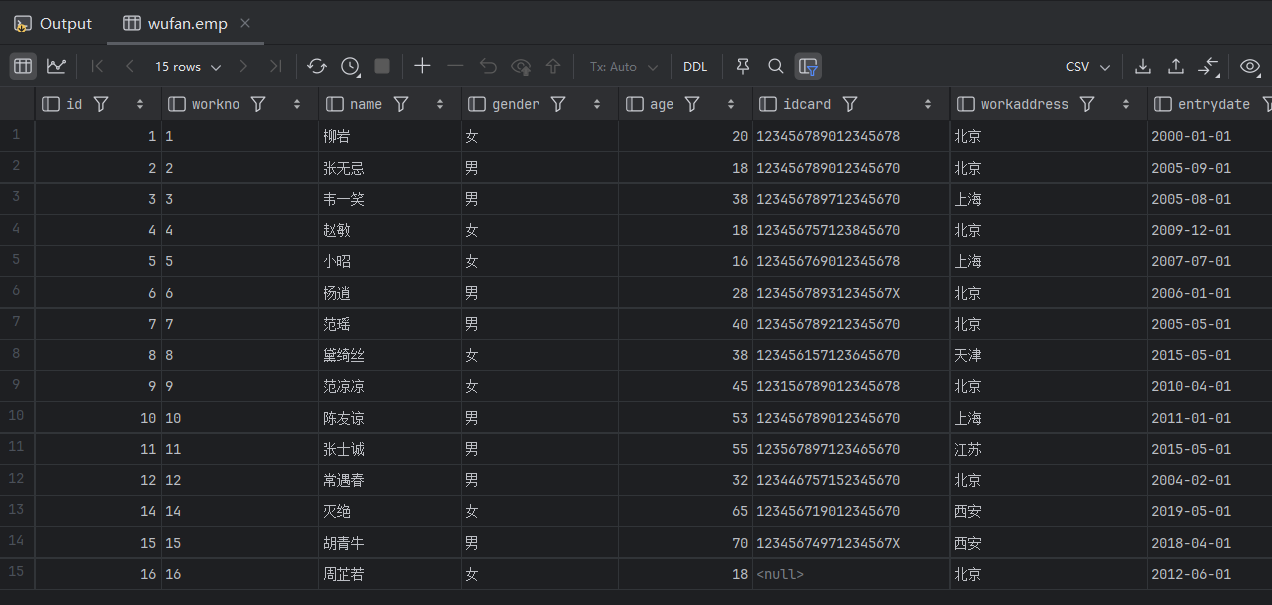 Output wufan.emp
15 rows Tx: Auto DDL CSV
id workno name gender age idcard workaddress entrydate
1 1 1 柳岩 女 20 123456789012345678 北京 2000-01-01
2 2 2 张无忌 男 18 123456789012345670 北京 2005-09-01
3 3 3 韦一笑 男 38 123456789712345670 上海 2005-08-01
4 4 4 赵敏 女 18 123456757123845670 北京 2009-12-01
5 5 5 小昭 女 16 123456769012345678 上海 2007-07-01
6 6 6 杨逍 男 28 12345678931234567X 北京 2006-01-01
7 7 7 范瑶 男 40 123456789212345670 北京 2005-05-01
8 8 8 黛绮丝 女 38 123456157123645670 天津 2015-05-01
9 9 9 范凉凉 女 45 123156789012345678 北京 2010-04-01
10 10 10 陈友谅 男 53 123456789012345670 上海 2011-01-01
11 11 11 张士诚 男 55 123567897123465670 江苏 2015-05-01
12 12 12 常遇春 男 32 123446757152345670 北京 2004-02-01
13 14 14 灭绝 女 65 123456719012345670 西安 2019-05-01
14 15 15 胡青牛 男 70 12345674971234567X 西安 2018-04-01
15 16 16 周芷若 女 18 <null> 北京 2012-06-01